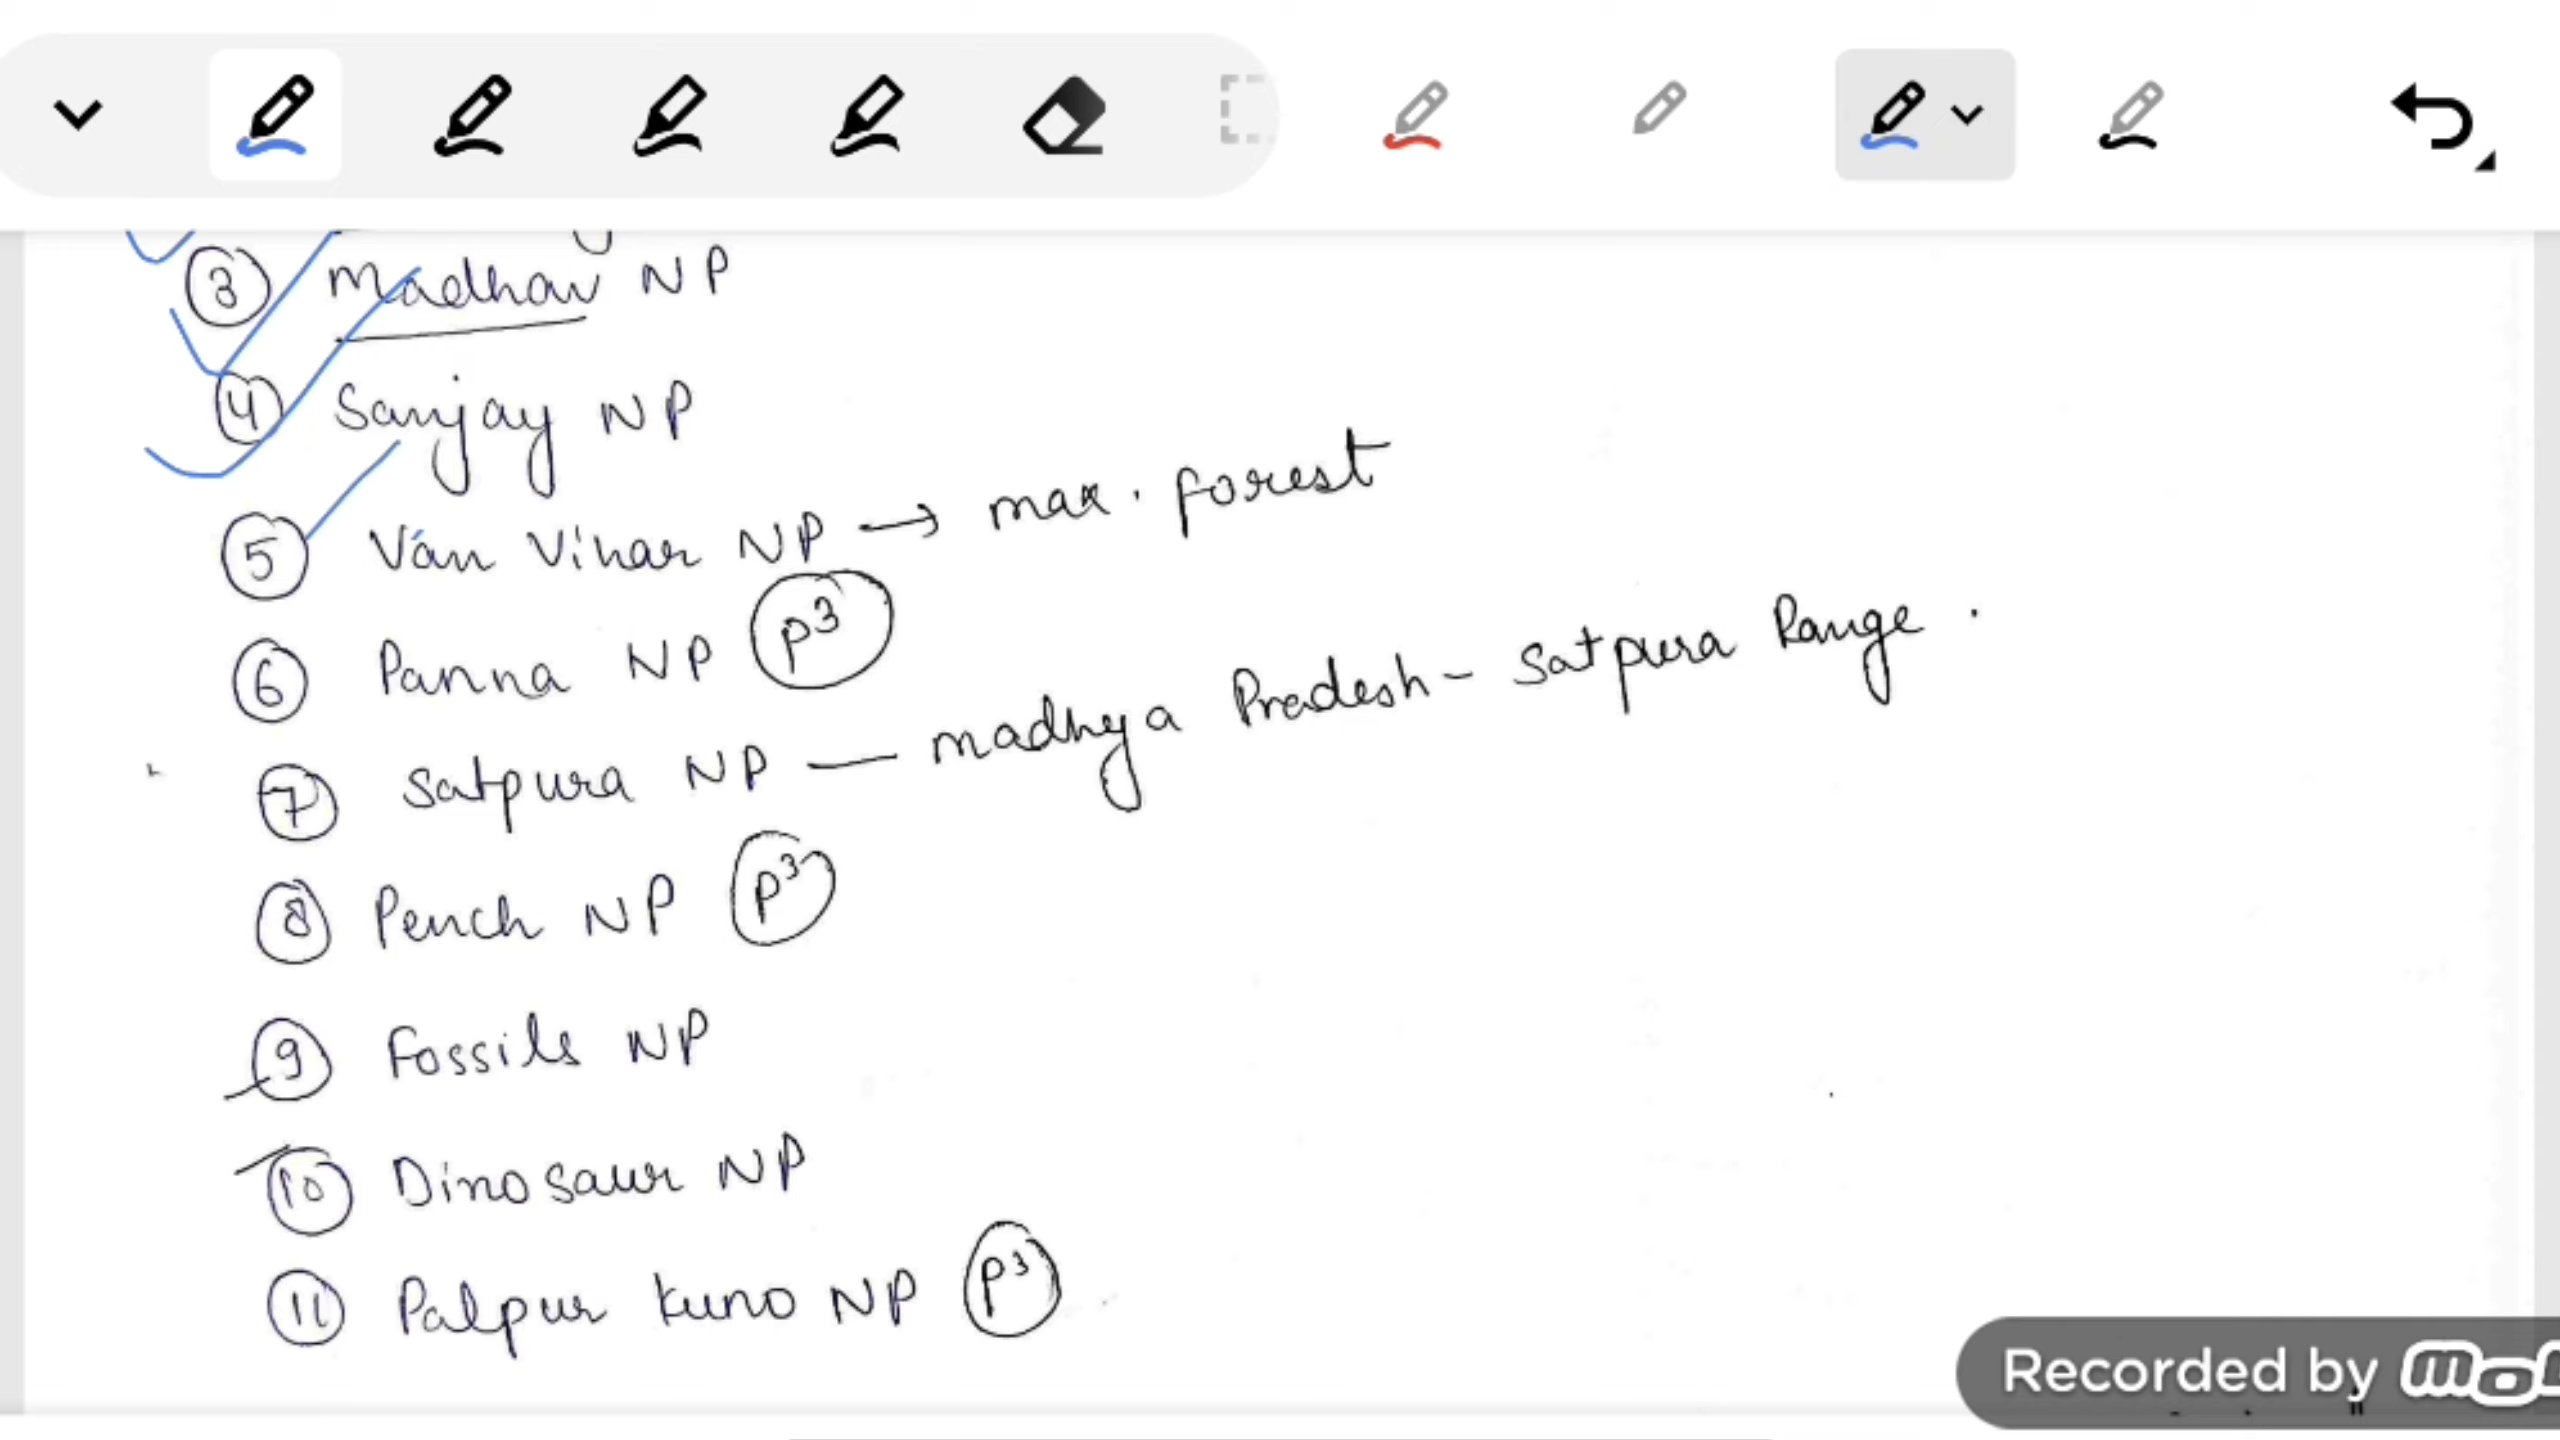 ③ Madhav NP
④ Sanjay NP
⑤ Van Vihar NP → max. forest
⑥ Panna NP P³
⑦ Satpura NP — madhya Pradesh - Satpura Range.
⑧ Pench NP P³
⑨ Fossils NP
⑩ Dinosaur NP
⑪ Palpur Kuno NP P³
Recorded by